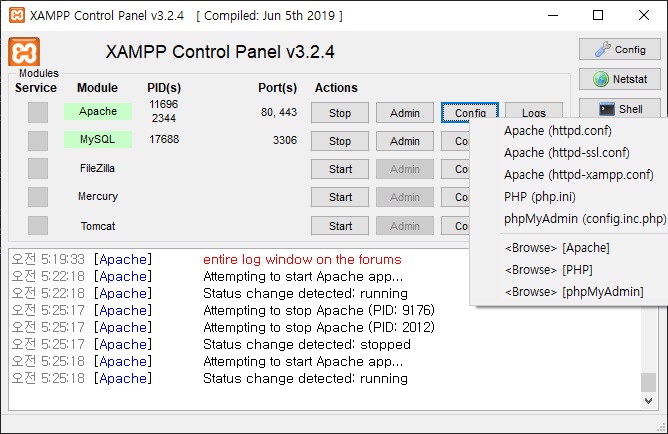 XAMPP Control Panel v3.2.4 [ Compiled: Jun 5th 2019 ]
XAMPP Control Panel v3.2.4
Config
Modules
Service Module PID(s) Port(s) Actions
Netstat
Apache 11696 2344 80, 443 Stop Admin Config Logs
Shell
MySQL 17688 3306 Stop Admin Co
FileZilla Start Admin Co
Mercury Start Admin Co
Tomcat Start Admin Co
Apache (httpd.conf)
Apache (httpd-ssl.conf)
Apache (httpd-xampp.conf)
PHP (php.ini)
phpMyAdmin (config.inc.php)
<Browse> [Apache]
<Browse> [PHP]
<Browse> [phpMyAdmin]
오전 5:19:33 [Apache] entire log window on the forums
오전 5:22:18 [Apache] Attempting to start Apache app...
오전 5:22:18 [Apache] Status change detected: running
오전 5:25:17 [Apache] Attempting to stop Apache (PID: 9176)
오전 5:25:17 [Apache] Attempting to stop Apache (PID: 2012)
오전 5:25:17 [Apache] Status change detected: stopped
오전 5:25:18 [Apache] Attempting to start Apache app...
오전 5:25:18 [Apache] Status change detected: running